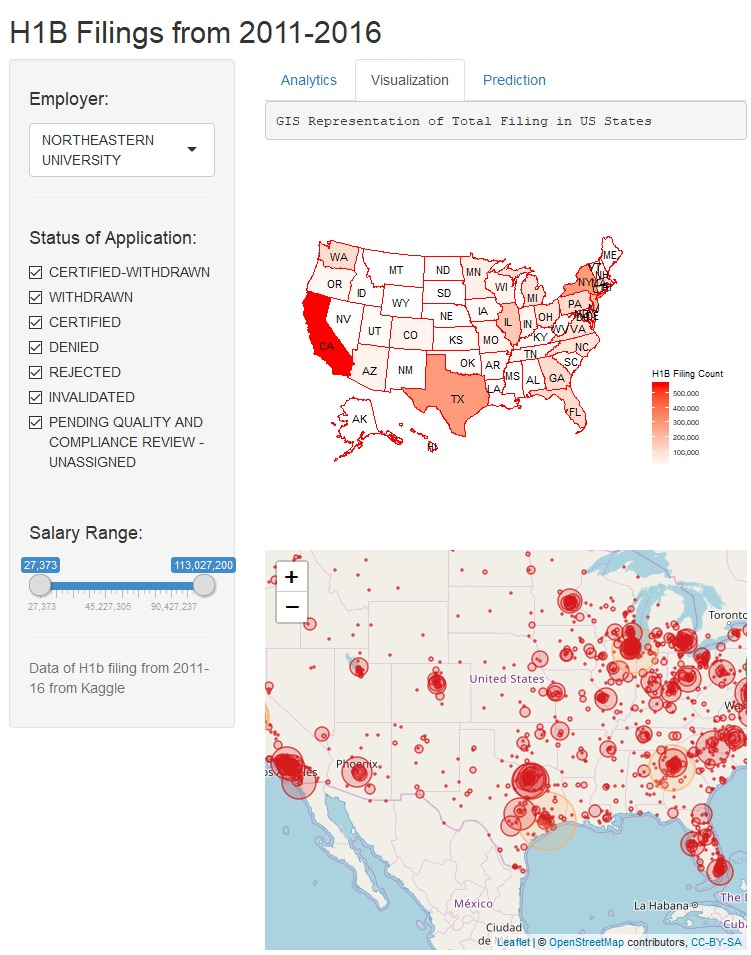 H1B Filings from 2011-2016
Employer:
NORTHEASTERN
UNIVERSITY
Status of Application:
CERTIFIED-WITHDRAWN
WITHDRAWN
CERTIFIED
DENIED
REJECTED
INVALIDATED
PENDING QUALITY AND
COMPLIANCE REVIEW -
UNASSIGNED
Salary Range:
27,373 113,027,200
27,373 45,227,305 90,427,237
Data of H1b filing from 2011-
16 from Kaggle
Analytics Visualization Prediction
GIS Representation of Total Filing in US States
ME
WA
VT
MT ND MN
NH
OR
NY
ID
WI
SD
MI
WY
PA
IA
NE
OH
NV
IL IN
UT
CO
WV VA
KS MO
KY
CA
NC
TN
OK AR
AZ NM
SC
MS AL GA
LA
TX
FL
AK
HI
H1B Filing Count
500,000
400,000
300,000
200,000
100,000
+
−
Toronto
United States
Phoenix
La Habana
México
Ciudad
de
The
Cuba
Leaflet | © OpenStreetMap contributors, CC-BY-SA